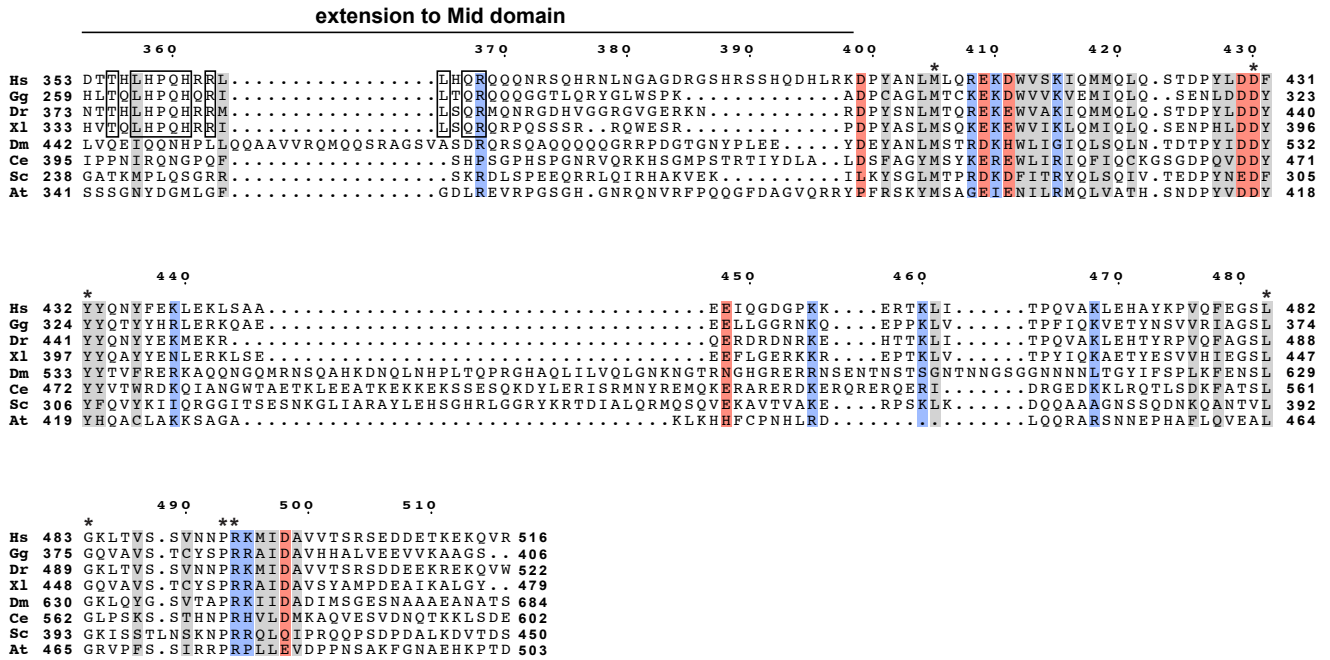 extension to Mid domain
360 370 380 390 400 410 420 430
* *
Hs 353 DTTHLHPQHRRL.................LHQRQQQNRSQHRNLNGAGDRGSHRSSHQDHLRKDPYANLMLQREKDWVSKIQMMQLQ.STDPYLDDF 431
Gg 259 HLTQLHPQHQRI.................LTQRQQQGGTLQRYGLWSPK.............ADPCAGLMTCKEKDWVVKVEMIQLQ..SENLDDDY 323
Dr 373 NTTHLHPQHRRM.................LSQRMQNRGDHVGGRGVGERKN...........RDPYASLMTQKEKEWVAKIQMMQLQ.STDPYLDDY 440
Xl 333 HVTQLHPQHRRI.................LSQRQRPQSSSR..RQWESR.............PDPYASLMSQKEKEWVIKLQMIQLQ.SENPHLDDY 396
Dm 442 LVQEIQQNHPLLQQAAVVRQMQQSRAGSVASDRQRSQAQQQQQGRRPDGTGNYPLEE.....YDEYANLMSTRDKHWLIGIQLSQLN.TDTPYIDDY 532
Ce 395 IPPNIRQNGPQF..................SHPSGPHSPGNRVQRKHSGMPSTRTIYDLA..LDSFAGYMSYKEREWLIRIQFIQCKGSGDPQVDDY 471
Sc 238 GATKMPLQSGRR..................SKRDLSPEEQRRLQIRHAKVEK..........ILKYSGLMTPRDKDFITRYQLSQIV.TEDPYNEDF 305
At 341 SSSGNYDGMLGF.................GDLREVRPGSGH.GNRQNVRFPQQGFDAGVQRRYPFRSKYMSAGEIENILRMQLVATH.SNDPYVDDY 418
440 450 460 470 480
* *
Hs 432 YYQNYFEKLEKLSAA....................................EEIQGDGPKK....ERTKLI......TPQVAKLEHAYKPVQFEGSL 482
Gg 324 YYQTYYHRLERKQAE....................................EELLGGRNKQ....EPPKLV......TPFIQKVETYNSVVRIAGSL 374
Dr 441 YYQNYYEKMEKR.......................................EERDRDNRKE....HTTKLI......TPQVAKLEHTYRPVQFAGSL 488
Xl 397 YYQAYYENLERKLSE....................................QEFLGERKKR....EPTKLV......TPYIQKAETYESVVHIEGSL 447
Dm 533 YYTVFRERKAQQNGQMRNSQAHKDNQLNHPLTQPRGHAQLILVQLGNKNGTRNGHGRERRNSENTNSTSGNTNNGSGGNNNNLTGYIFSPLKFENSL 629
Ce 472 YYVTWRDKQIANGWTAETKLEEATKEKKEKSSESQKDYLERISRMNYREMQKERARERDKERQRERQERI......DRGEDKKLRQTLSDKFATSL 561
Sc 306 YFQVYKIIQRGGITSESNKGLIARAYLEHSGHRLGGRYKRTDIALQRMQSQVEKAVTVAKE....RPSKLK......DQQAAAGNSSQDNKQANTVL 392
At 419 YHQACLAKKSAGA...................................KLKHHFCPNHLRD................LQQRARSNNEPHAFLQVEAL 464
490 500 510
* **
Hs 483 GKLTVS.SVNNPRKMIDAVVTSRSEDDETKEKQVR 516
Gg 375 GQVAVS.TCYSPRRAIDAVHHALVEEVVKAAGS.. 406
Dr 489 GKLTVS.SVNNPRKMIDAVVTSRSDDEEKREKQVW 522
Xl 448 GQVAVS.TCYSPRRAIDAVSYAMPDEAIKALGY.. 479
Dm 630 GKLQYG.SVTAPRKIIDADIMSGESNAAAEANATS 684
Ce 562 GLPSKS.STHNPRHVLDMKAQVESVDNQTKKLSDE 602
Sc 393 GKISSTLNSKNPRRQLQIPRQQPSDPDALKDVTDS 450
At 465 GRVPFS.SIRRPRPLLEVDPPNSAKFGNAEHKPTD 503